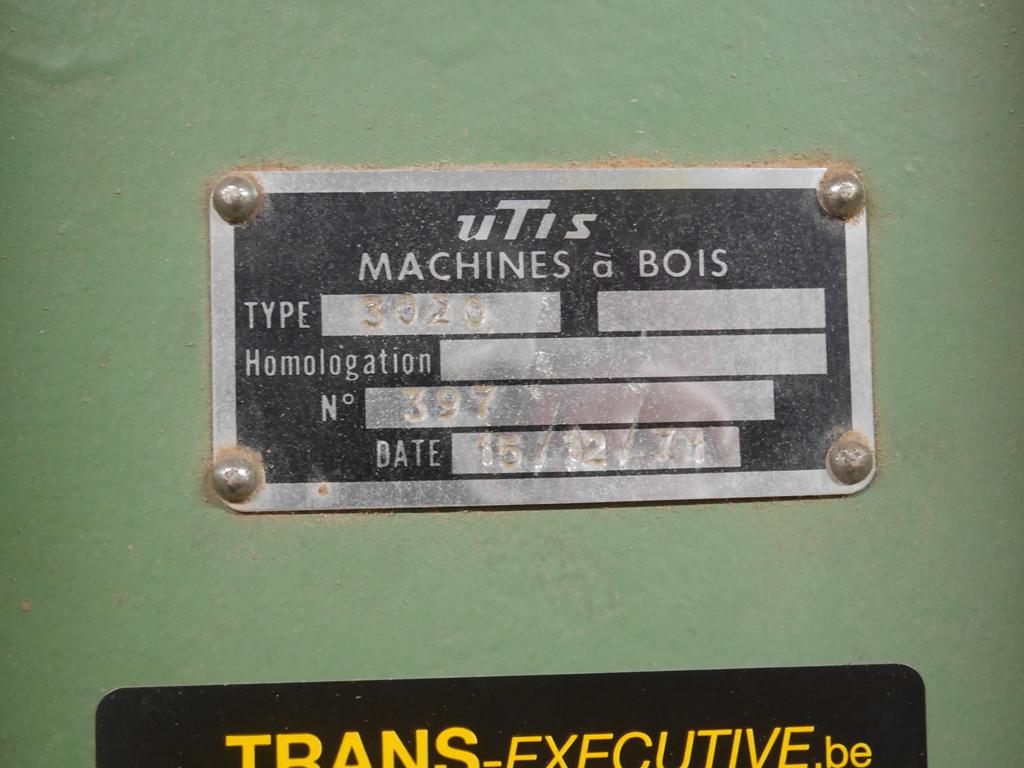 uTis
MACHINES à BOIS
TYPE 3020
Homologation
N° 397
DATE 15/12/71
TRANS-EXECUTIVE.be